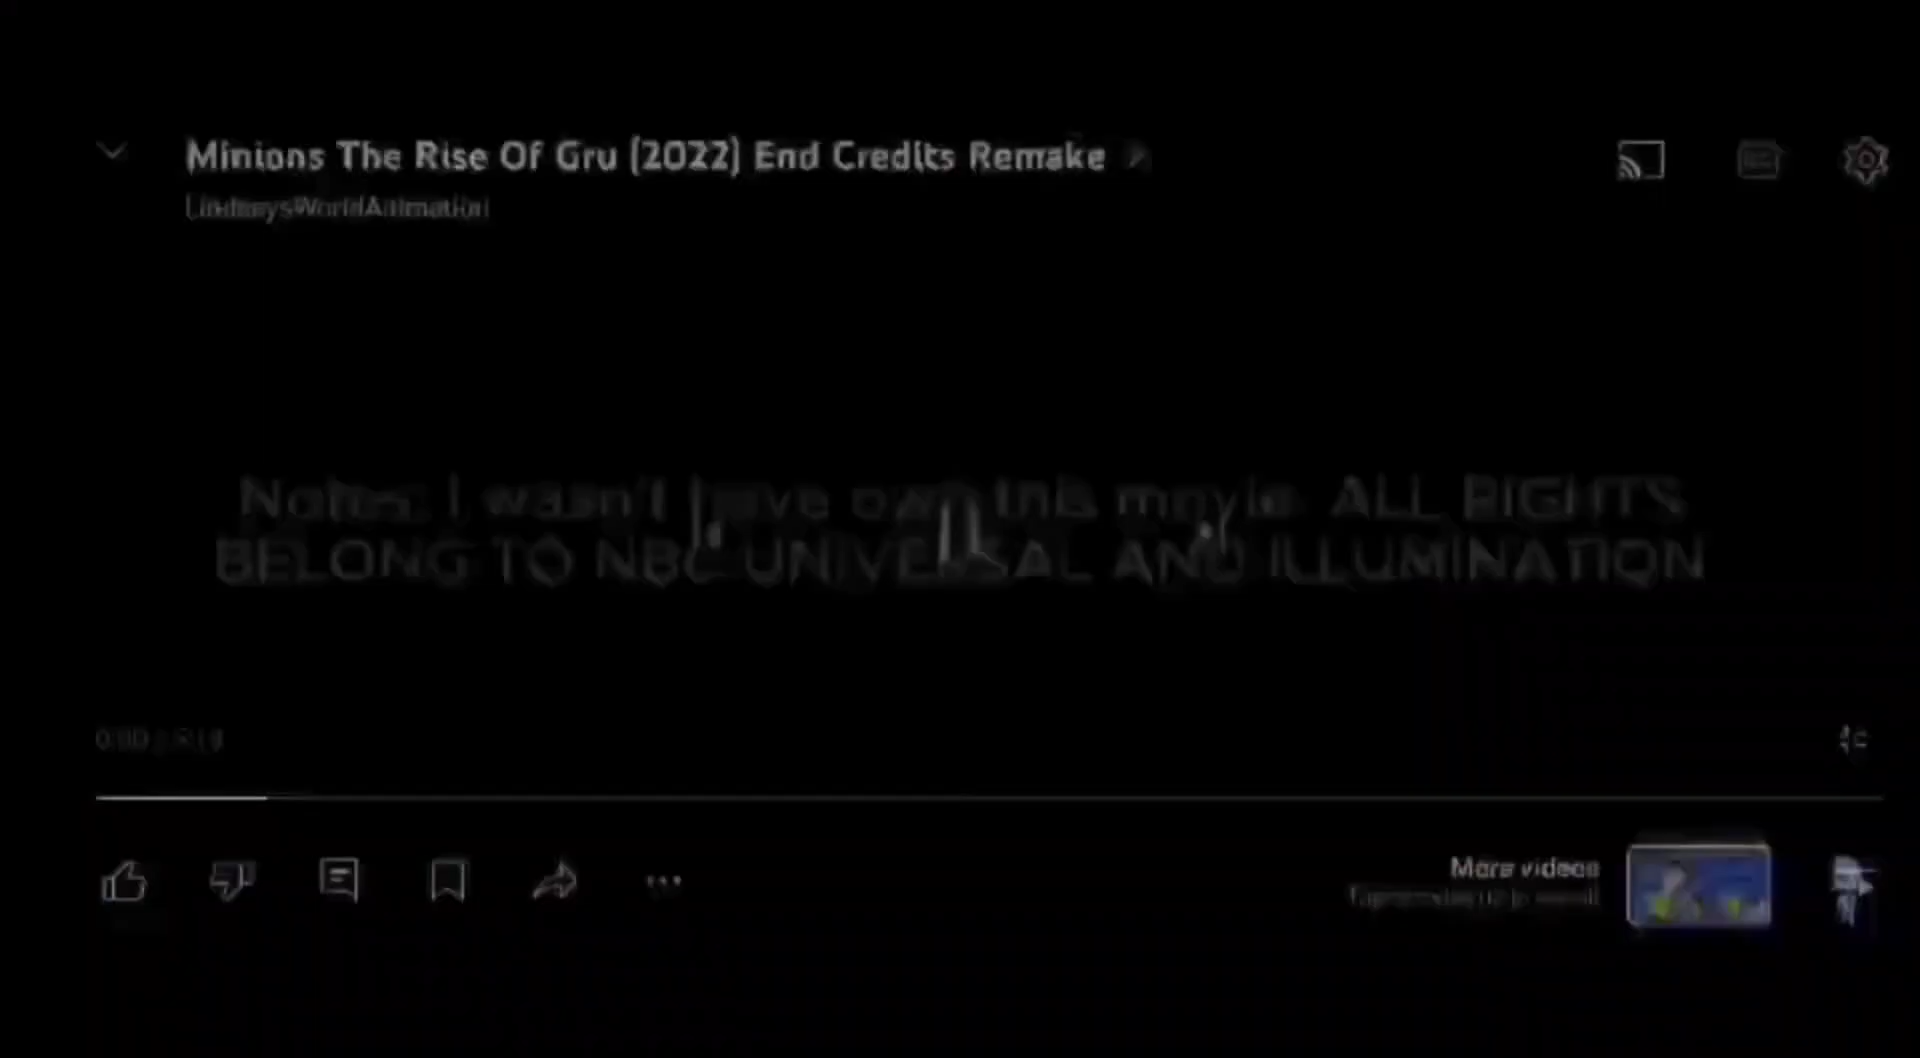 Minions The Rise Of Gru (2022) End Credits Remake
LindseysWorldAnimation
Notes: I wasn't have own this movie. ALL RIGHTS
BELONG TO NBC UNIVERSAL AND ILLUMINATION
More videos